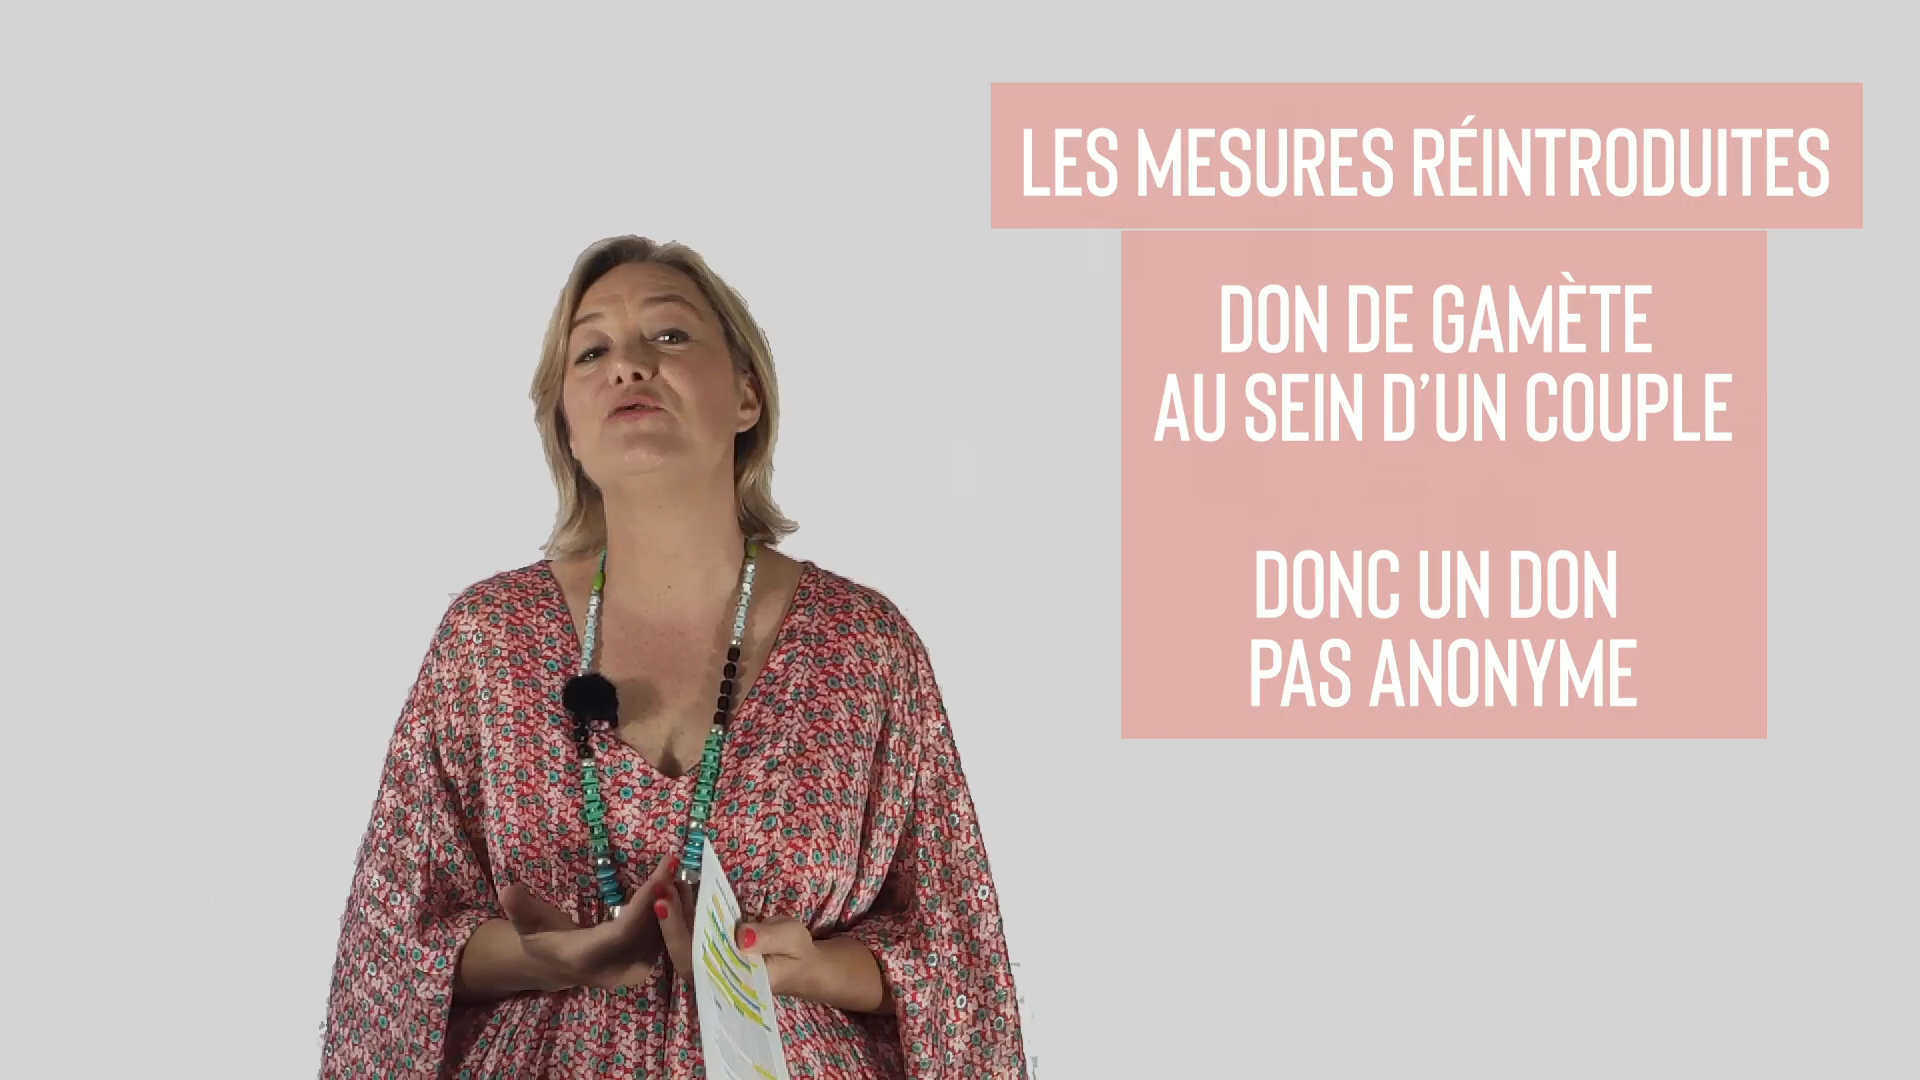 LES MESURES RÉINTRODUITES
DON DE GAMÈTE
AU SEIN D'UN COUPLE
DONC UN DON
PAS ANONYME